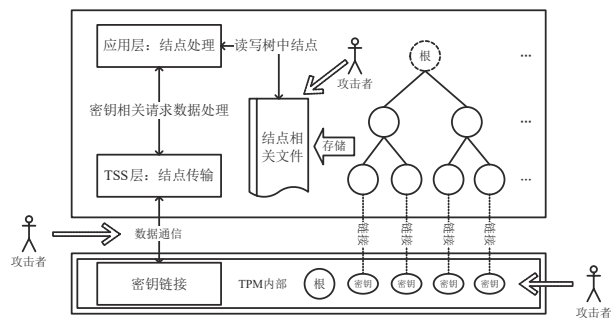 应用层：结点处理
读写树中结点
攻击者
根
...
密钥相关请求数据处理
结点相
关文件
存储
...
TSS层：结点传输
...
链接
链接
链接
链接
攻击者
数据通信
密钥链接
TPM内部
根
密钥
密钥
密钥
密钥
攻击者